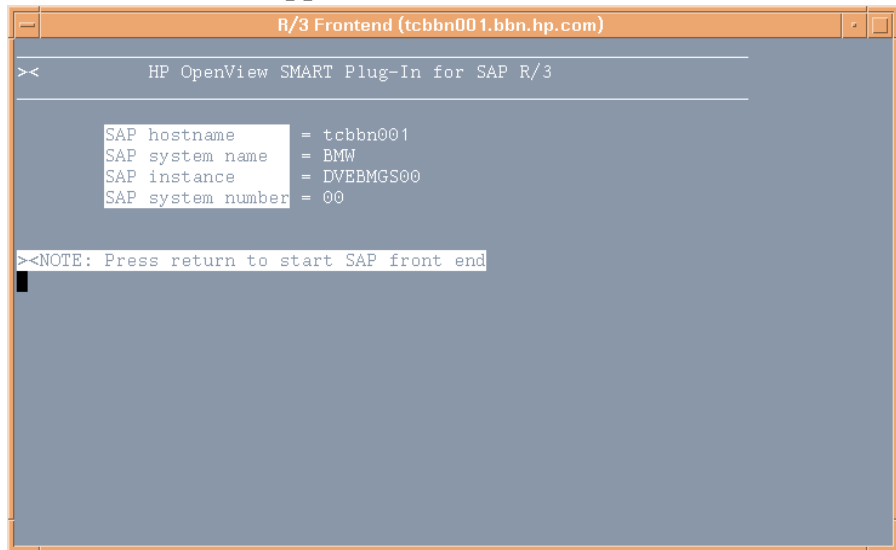 R/3 Frontend (tcbbn001.bbn.hp.com)
>< HP OpenView SMART Plug-In for SAP R/3
SAP hostname = tcbbn001
SAP system name = BMW
SAP instance = DVEBMGS00
SAP system number = 00
><NOTE: Press return to start SAP front end